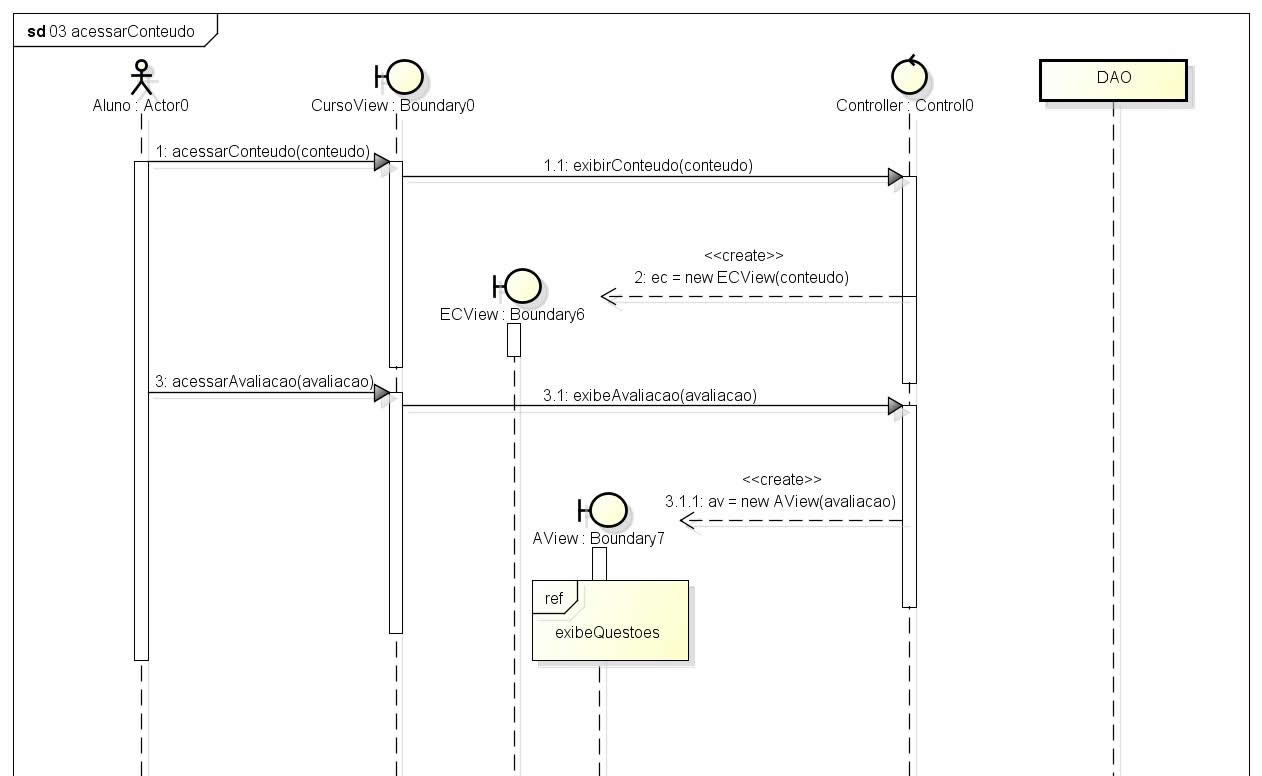 sd 03 acessarConteudo
DAO
Aluno : Actor0
CursoView : Boundary0
Controller : Control0
1: acessarConteudo(conteudo)
1.1: exibirConteudo(conteudo)
<<create>>
2: ec = new ECView(conteudo)
ECView : Boundary6
3: acessarAvaliacao(avaliacao)
3.1: exibeAvaliacao(avaliacao)
<<create>>
3.1.1: av = new AView(avaliacao)
AView : Boundary7
ref
exibeQuestoes